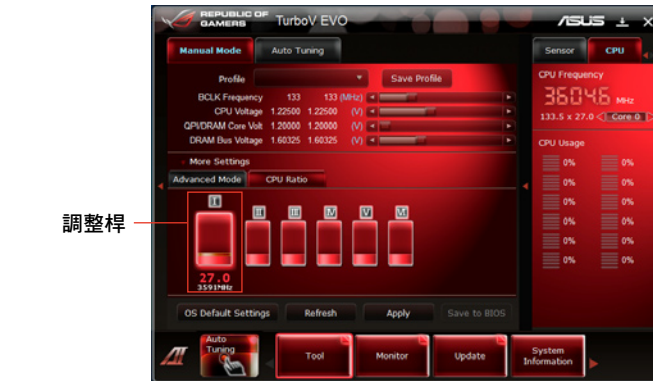 REPUBLIC OF GAMERS TurboV EVO ASUS
Manual Mode Auto Tuning
Profile Save Profile
BCLK Frequency 133 133 (MHz)
CPU Voltage 1.22500 1.22500 (V)
QPI/DRAM Core Volt 1.20000 1.20000 (V)
DRAM Bus Voltage 1.60325 1.60325 (V)
More Settings
Advanced Mode CPU Ratio
I II III IV V VI
調整桿
27.0
3591MHz
OS Default Settings Refresh Apply Save to BIOS
Sensor CPU
CPU Frequency
3604.6 MHz
133.5 x 27.0 Core 0
CPU Usage
0% 0%
0% 0%
0% 0%
0% 0%
0% 0%
0% 0%
Auto Tuning Tool Monitor Update System Information